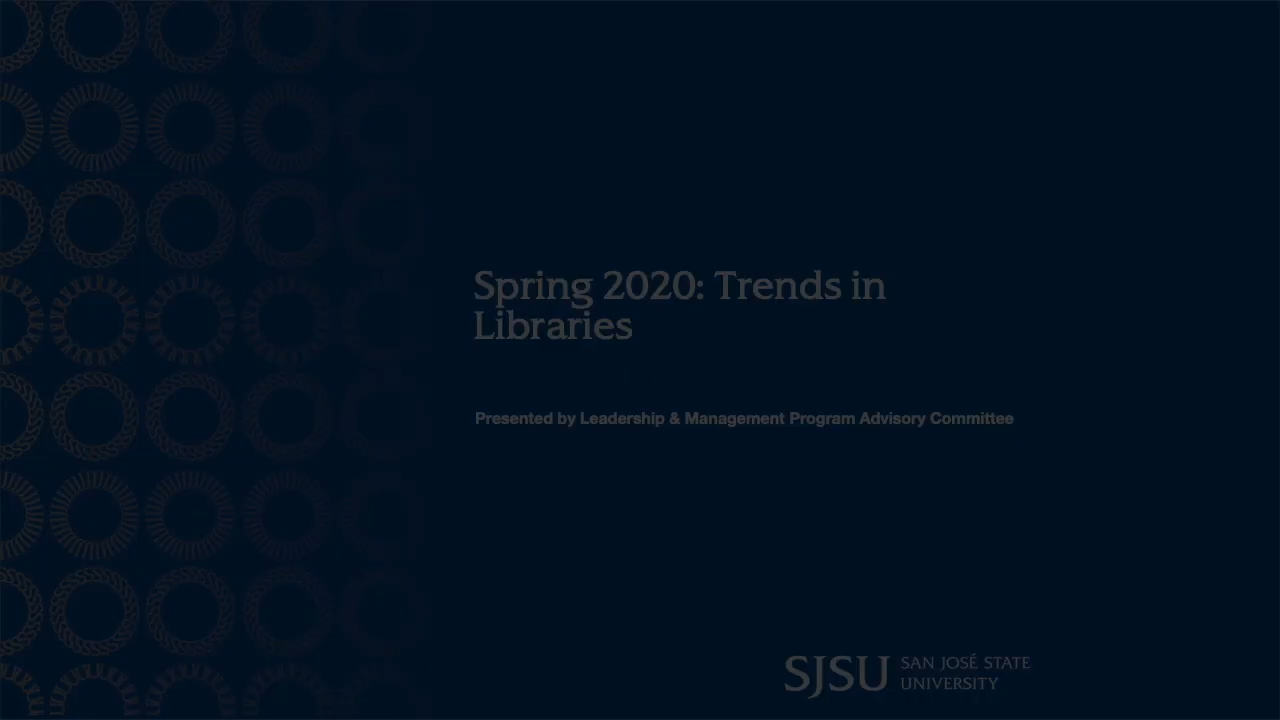 Spring 2020: Trends in
Libraries
Presented by Leadership & Management Program Advisory Committee
SJSU SAN JOSÉ STATE
UNIVERSITY